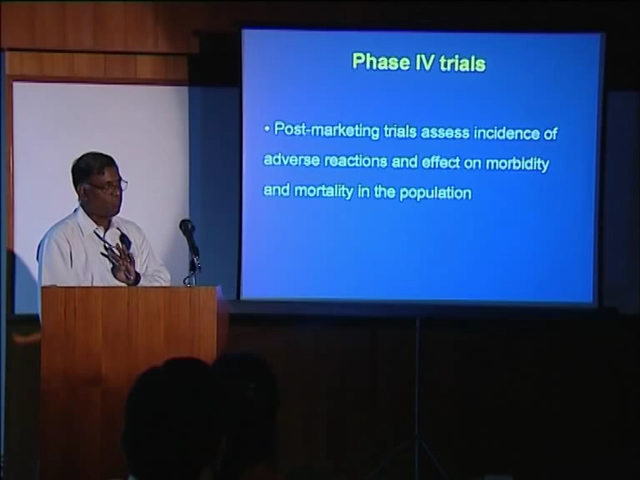 Phase IV trials
• Post-marketing trials assess incidence of
adverse reactions and effect on morbidity
and mortality in the population